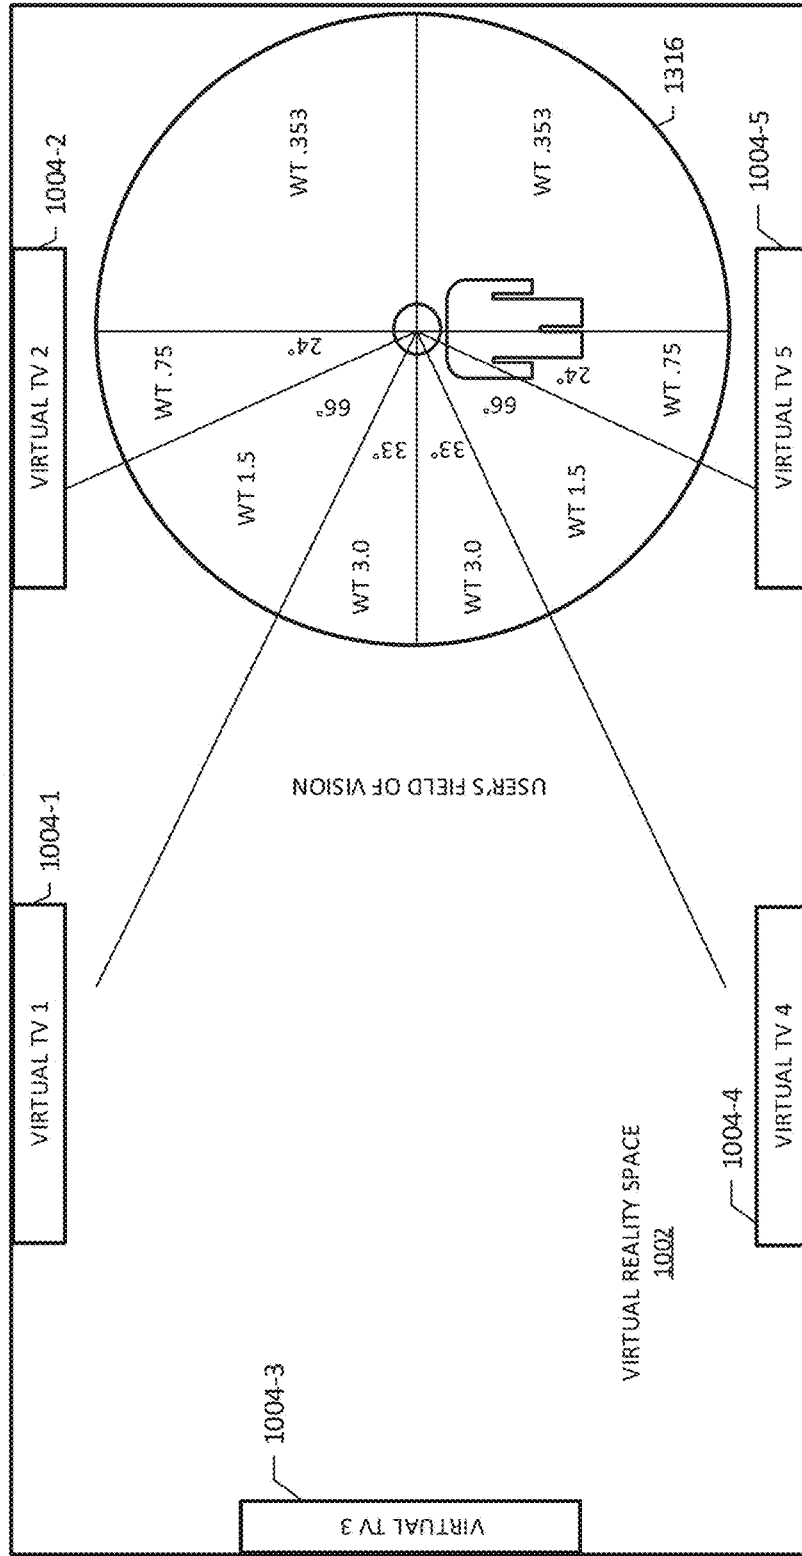 VIRTUAL TV 1
1004-1
VIRTUAL TV 2
1004-2
WT .75
24°
WT 1.5
66°
WT 3.0
33°
WT .353
WT .353
33°
WT 3.0
66°
WT 1.5
24°
WT .75
1316
USER'S FIELD OF VISION
1004-3
VIRTUAL TV 3
VIRTUAL REALITY SPACE
1002
1004-4
VIRTUAL TV 4
1004-5
VIRTUAL TV 5